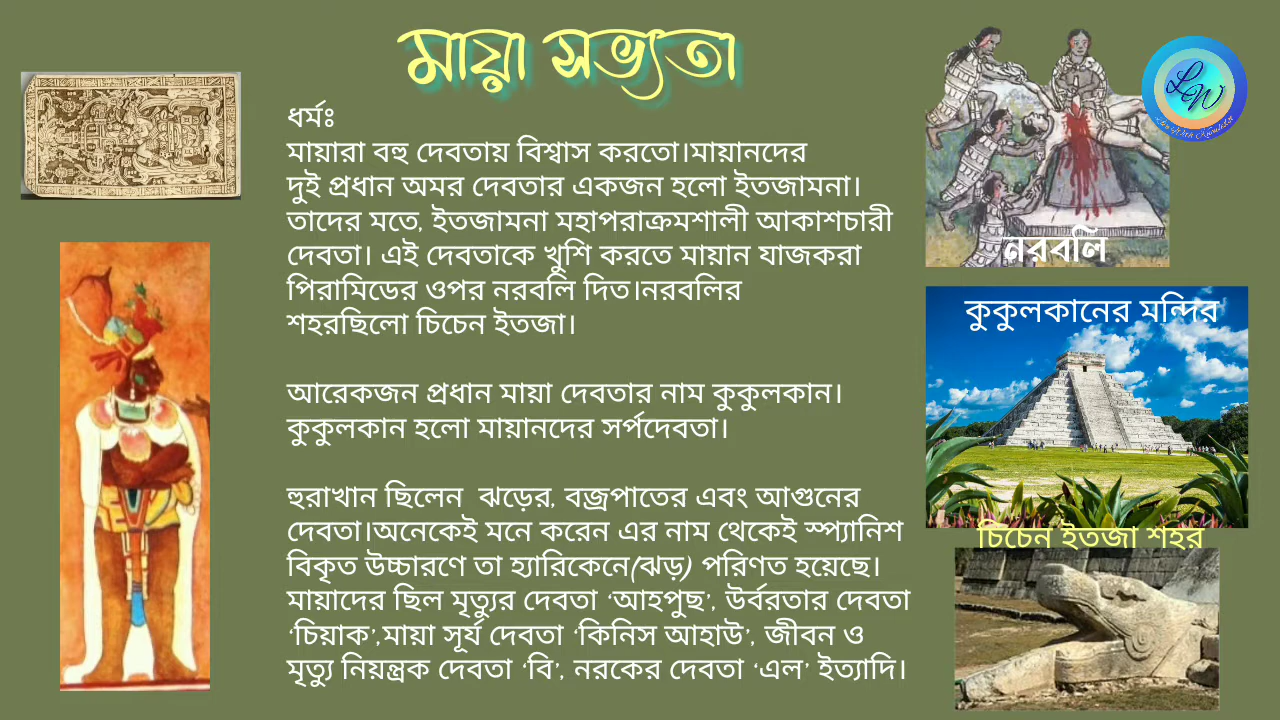 মায়া সভ্যতা
ধর্মঃ
মায়ারা বহু দেবতায় বিশ্বাস করতো।মায়ানদের
দুই প্রধান অমর দেবতার একজন হলো ইতজামনা।
তাদের মতে, ইতজামনা মহাপরাক্রমশালী আকাশচারী
দেবতা। এই দেবতাকে খুশি করতে মায়ান যাজকরা
পিরামিডের ওপর নরবলি দিত।নরবলির
শহরছিলো চিচেন ইতজা।
আরেকজন প্রধান মায়া দেবতার নাম কুকুলকান।
কুকুলকান হলো মায়ানদের সর্পদেবতা।
হুরাখান ছিলেন  ঝড়ের, বজ্রপাতের এবং আগুনের
দেবতা।অনেকেই মনে করেন এর নাম থেকেই স্প্যানিশ
বিকৃত উচ্চারণে তা হ্যারিকেনে(ঝড়) পরিণত হয়েছে।
মায়াদের ছিল মৃত্যুর দেবতা ‘আহপুছ’, উর্বরতার দেবতা
‘চিয়াক’,মায়া সূর্য দেবতা ‘কিনিস আহাউ’, জীবন ও
মৃত্যু নিয়ন্ত্রক দেবতা ‘বি’, নরকের দেবতা ‘এল’ ইত্যাদি।
LW
নরবলি
কুকুলকানের মন্দির
চিচেন ইতজা শহর